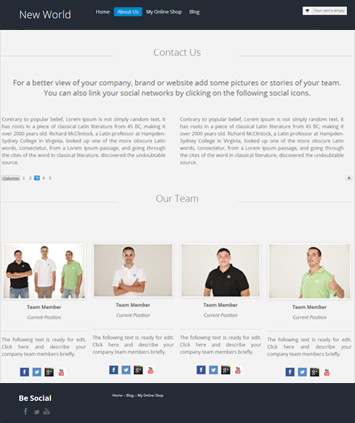 New World
Home About Us My Online Shop Blog
Your cart is empty
Contact Us
For a better view of your company, brand or website add some pictures or stories of your team.
You can also link your social networks by clicking on the following social icons.
Contrary to popular belief, Lorem Ipsum is not simply random text. It
has roots in a piece of classical Latin literature from 45 BC, making it
over 2000 years old. Richard McClintock, a Latin professor at Hampden-
Sydney College in Virginia, looked up one of the more obscure Latin
words, consectetur, from a Lorem Ipsum passage, and going through
the cites of the word in classical literature, discovered the undoubtable
source.
Contrary to popular belief, Lorem Ipsum is not simply random text. It
has roots in a piece of classical Latin literature from 45 BC, making it
over 2000 years old. Richard McClintock, a Latin professor at Hampden-
Sydney College in Virginia, looked up one of the more obscure Latin
words, consectetur, from a Lorem Ipsum passage, and going through
the cites of the word in classical literature, discovered the undoubtable
source.
Columns 1 2 3 4 5
Our Team
Team Member
Current Position
The following text is ready for edit.
Click here and describe your
company team members briefly.
Team Member
Current Position
The following text is ready for edit.
Click here and describe your
company team members briefly.
Team Member
Current Position
The following text is ready for edit.
Click here and describe your
company team members briefly.
Team Member
Current Position
The following text is ready for edit.
Click here and describe your
company team members briefly.
Be Social
Home Blog My Online Shop